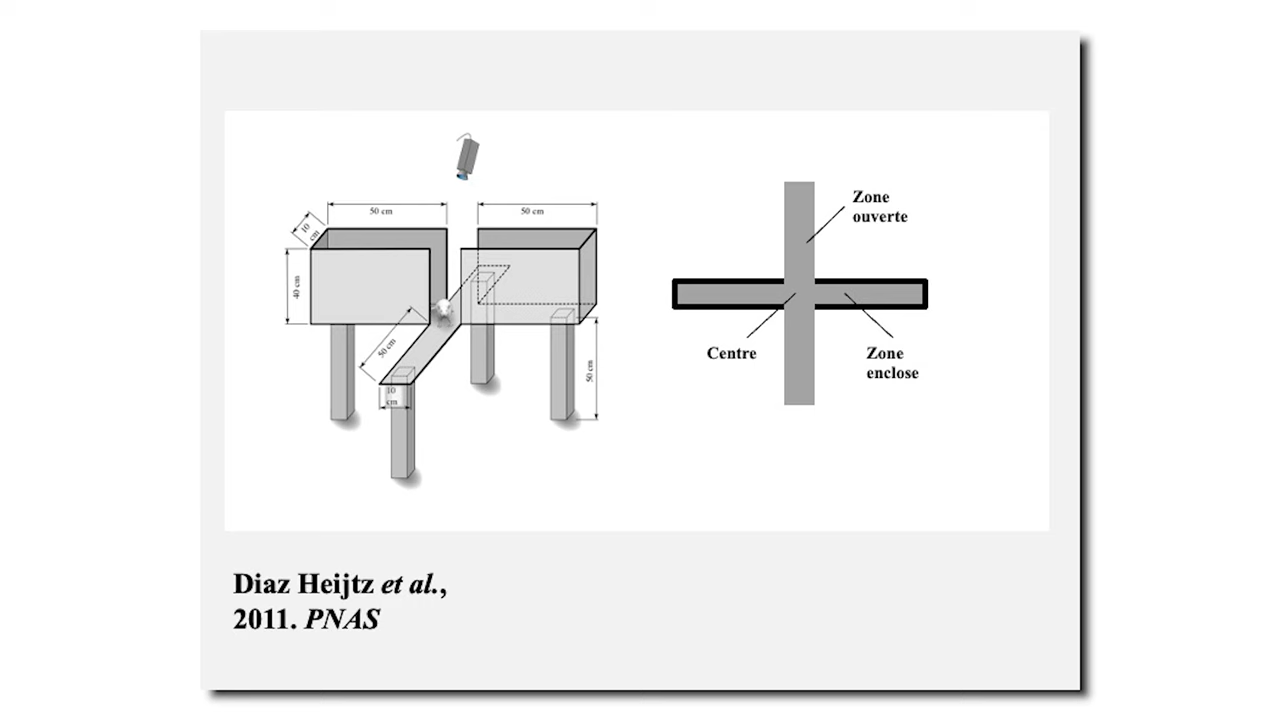 50 cm
50 cm
10
cm
40 cm
50 cm
10
cm
50 cm
Zone
ouverte
Centre
Zone
enclose
Diaz Heijtz et al.,
2011. PNAS